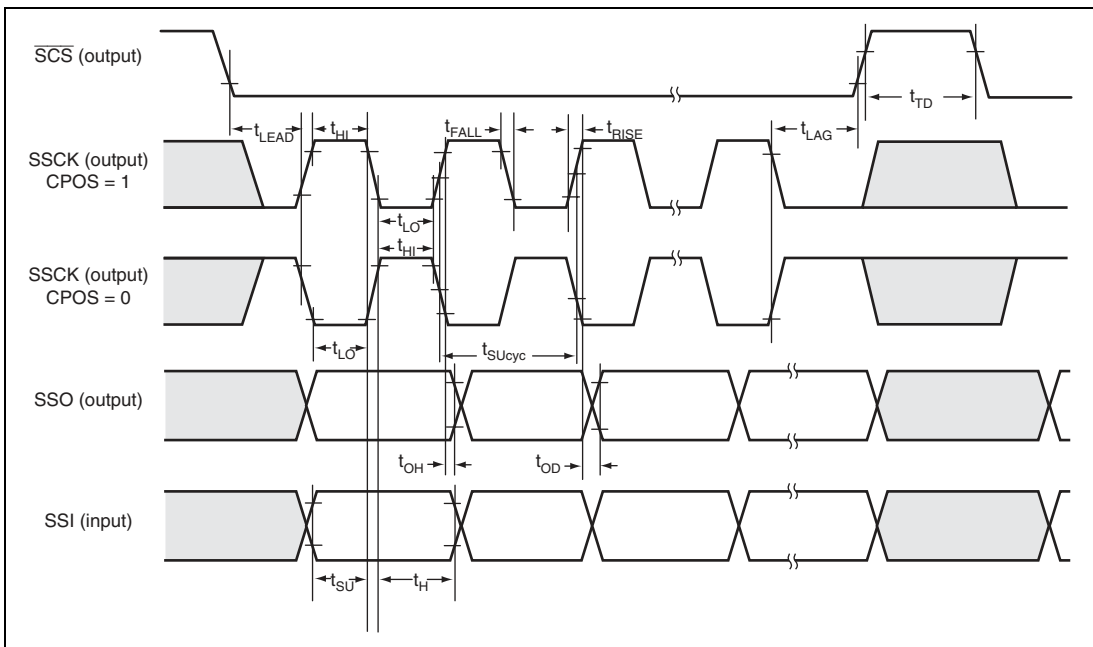 SCS (output)
tTD
tLEAD
tHI
tFALL
tRISE
tLAG
SSCK (output)
CPOS = 1
tLO
tHI
SSCK (output)
CPOS = 0
tLO
tSUcyc
SSO (output)
tOH
tOD
SSI (input)
tSU
tH